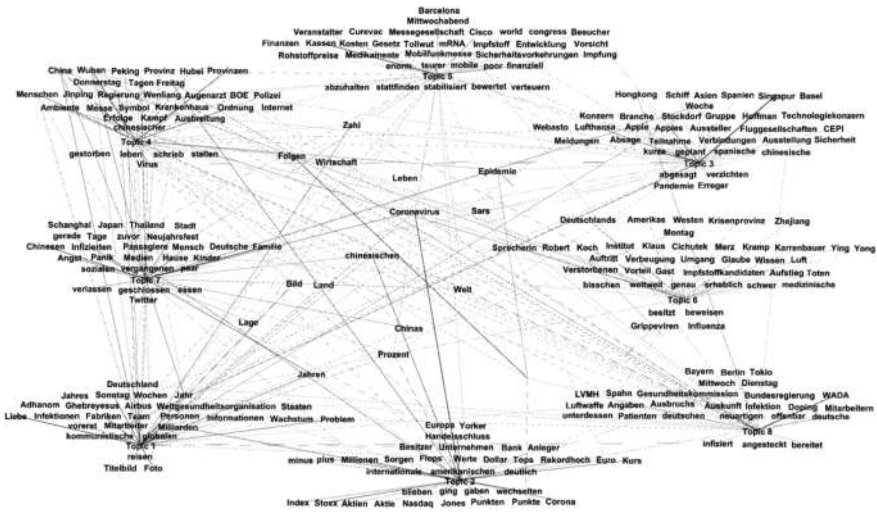 Barcelona
Mittwochabend
Veranstalter Curevac Messegesellschaft Cisco world congress Besucher
Finanzen Kassen Kosten Gesetz Tollwut mRNA Impfstoff Entwicklung Vorsicht
Rohstoffpreise Medikamente Mobilfunkmesse Sicherheitsvorkehrungen Impfung
enorm teurer mobile poor finanziell
Topic 5
abzuhalten stattfinden stabilisiert bewertet verteuern
China Wuhan Peking Provinz Hubei Provinzen
Donnerstag Tagen Freitag
Menschen Jinping Regierung Wenliang Augenarzt BOE Polizei
Ambiente Messe Symbol Krankenhaus Ordnung Internet
Erfolge Kampf Ausbreitung
chinesischer
Topic 4
gestorben leben schrieb stellen
Virus
Hongkong Schiff Asien Spanien Singapur Basel
Woche
Konzern Branche Stockdorf Gruppe Hoffman Technologiekonzern
Webasto Lufthansa Apple Apples Aussteller Fluggesellschaften CEPI
Meldungen Absage Teilnahme Verbindungen Ausstellung Sicherheit
kurze geplant spanische chinesische
Topic 3
abgesagt verzichten
Pandemie Erreger
Zahl
Folgen
Wirtschaft
Epidemie
Leben
Coronavirus
Sars
chinesischen
Welt
Bild
Land
Lage
Chinas
Prozent
Jahren
Schanghai Japan Thailand Stadt
gerade Tage zuvor Neujahrsfest
Chinesen Infizierten Passagiere Mensch Deutsche Familie
Angst Panik Medien Hause Kinder
sozialen vergangenen paar
Topic 7
verlassen geschlossen essen
Twitter
Deutschlands Amerikas Westen Krisenprovinz Zhejiang
Montag
Sprecherin Robert Koch Institut Klaus Cichutek Merz Kramp Karrenbauer Ying Yong
Auftritt Verbeugung Umgang Glaube Wissen Luft
Verstorbenen Vorteil Gast Impfstoffkandidaten Aufstieg Toten
bisschen weltweit genau erheblich schwer medizinische
Topic 6
besitzt beweisen
Grippeviren Influenza
Deutschland
Jahres Sonntag Wochen Jahr
Adhanom Ghebreyesus Airbus Weltgesundheitsorganisation Staaten
Liebe Infektionen Fabriken Team Personen Informationen Wachstum Problem
vorerst Mitarbeiter Milliarden
kommunistische globalen
Topic 1
reisen
Titelbild Foto
Europa Yorker
Handelsschluss
Besitzer Unternehmen Bank Anleger
minus plus Millionen Sorgen Flops Werte Dollar Tops Rekordhoch Euro Kurs
internationale amerikanischen deutlich
Topic 2
blieben ging gaben wechselten
Index Stoxx Aktien Aktie Nasdaq Jones Punkten Punkte Corona
Bayern Berlin Tokio
Mittwoch Dienstag
LVMH Spahn Gesundheitskommission Bundesregierung WADA
Luftwaffe Angaben Ausbruchs Auskunft Infektion Doping Mitarbeitern
unterdessen Patienten deutschen neuartigen offenbar deutsche
Topic 8
infiziert angesteckt bereitet